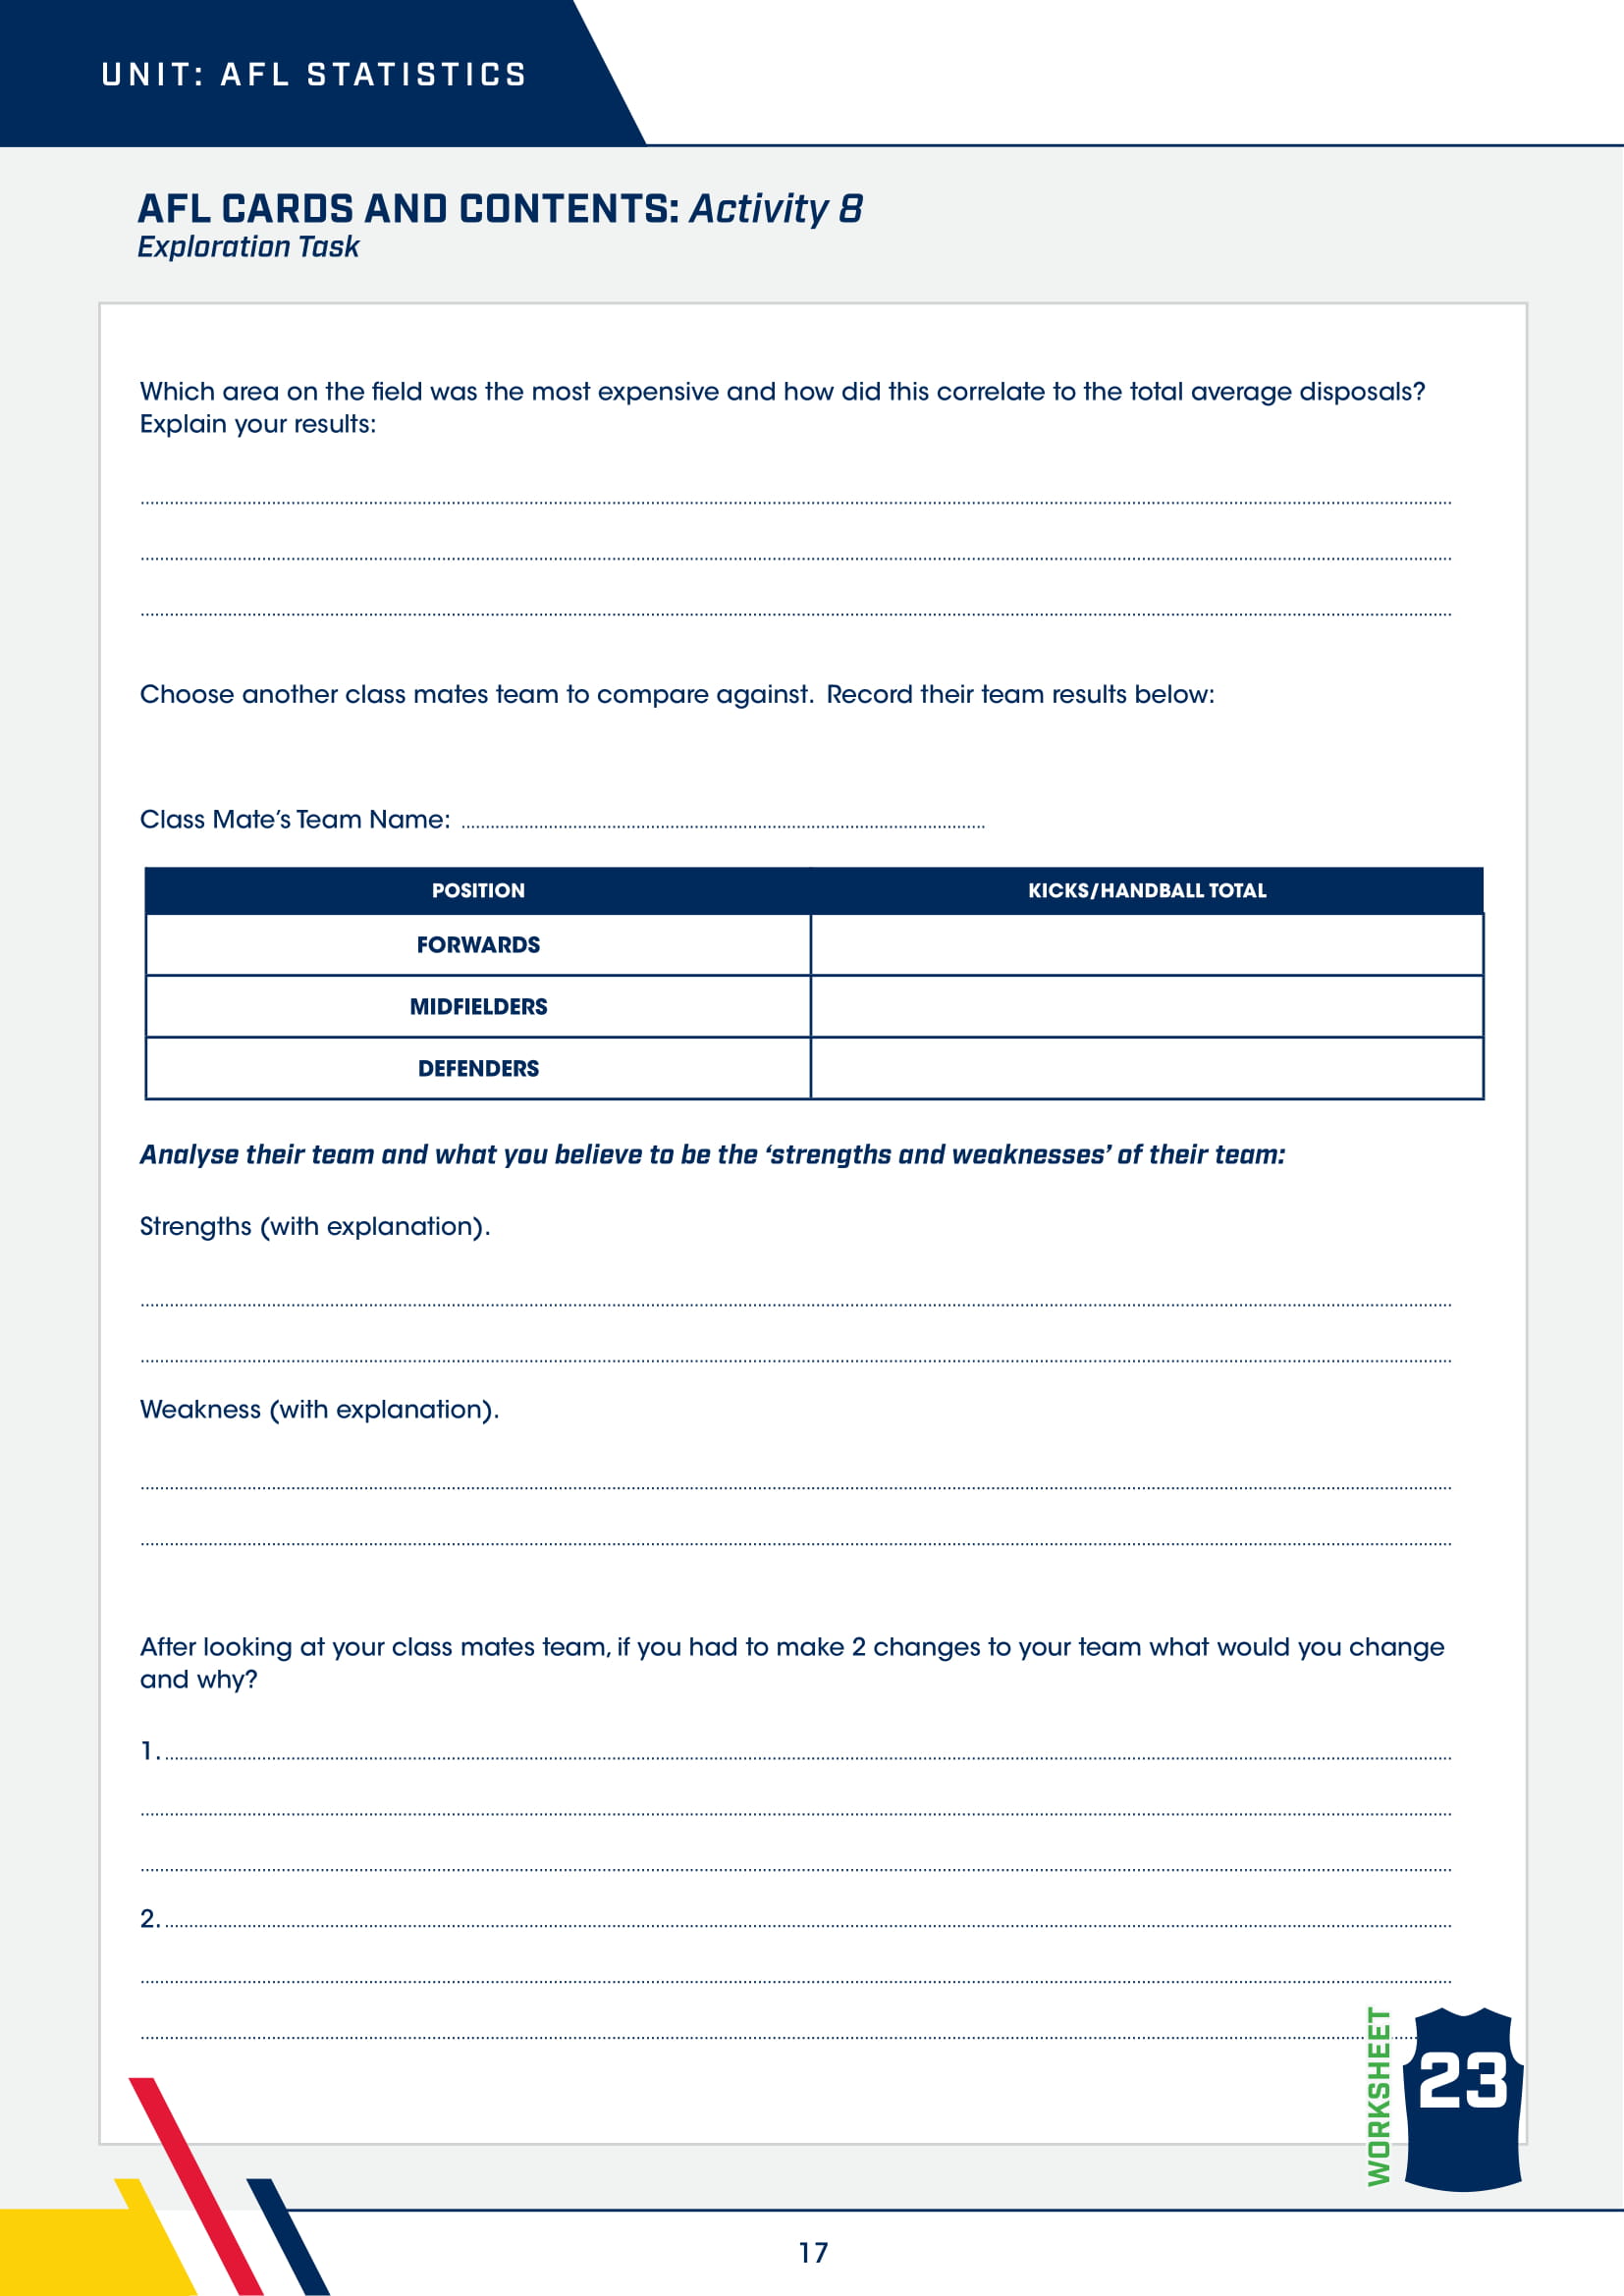 UNIT: AFL STATISTICS
AFL CARDS AND CONTENTS: Activity 8
Exploration Task
Which area on the field was the most expensive and how did this correlate to the total average disposals?
Explain your results:
Choose another class mates team to compare against. Record their team results below:
Class Mate’s Team Name:
POSITION KICKS/HANDBALL TOTAL
FORWARDS
MIDFIELDERS
DEFENDERS
Analyse their team and what you believe to be the ‘strengths and weaknesses’ of their team:
Strengths (with explanation).
Weakness (with explanation).
After looking at your class mates team, if you had to make 2 changes to your team what would you change
and why?
1.
2.
WORKSHEET
23
17